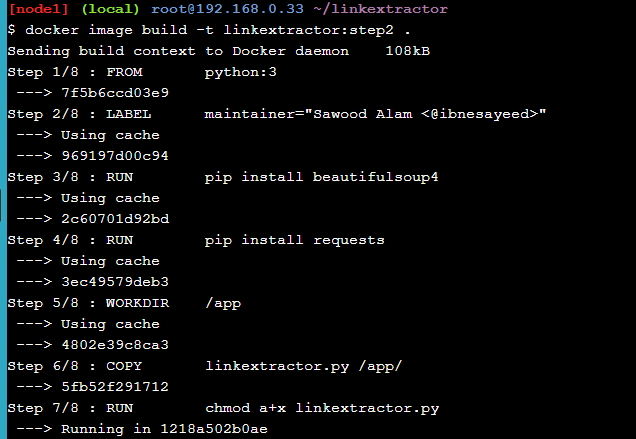 [node1] (local) root@192.168.0.33 ~/linkextractor
$ docker image build -t linkextractor:step2 .
Sending build context to Docker daemon    108kB
Step 1/8 : FROM       python:3
 ---> 7f5b6ccd03e9
Step 2/8 : LABEL      maintainer="Sawood Alam <@ibnesayeed>"
 ---> Using cache
 ---> 969197d00c94
Step 3/8 : RUN        pip install beautifulsoup4
 ---> Using cache
 ---> 2c60701d92bd
Step 4/8 : RUN        pip install requests
 ---> Using cache
 ---> 3ec49579deb3
Step 5/8 : WORKDIR    /app
 ---> Using cache
 ---> 4802e39c8ca3
Step 6/8 : COPY       linkextractor.py /app/
 ---> 5fb52f291712
Step 7/8 : RUN        chmod a+x linkextractor.py
 ---> Running in 1218a502b0ae